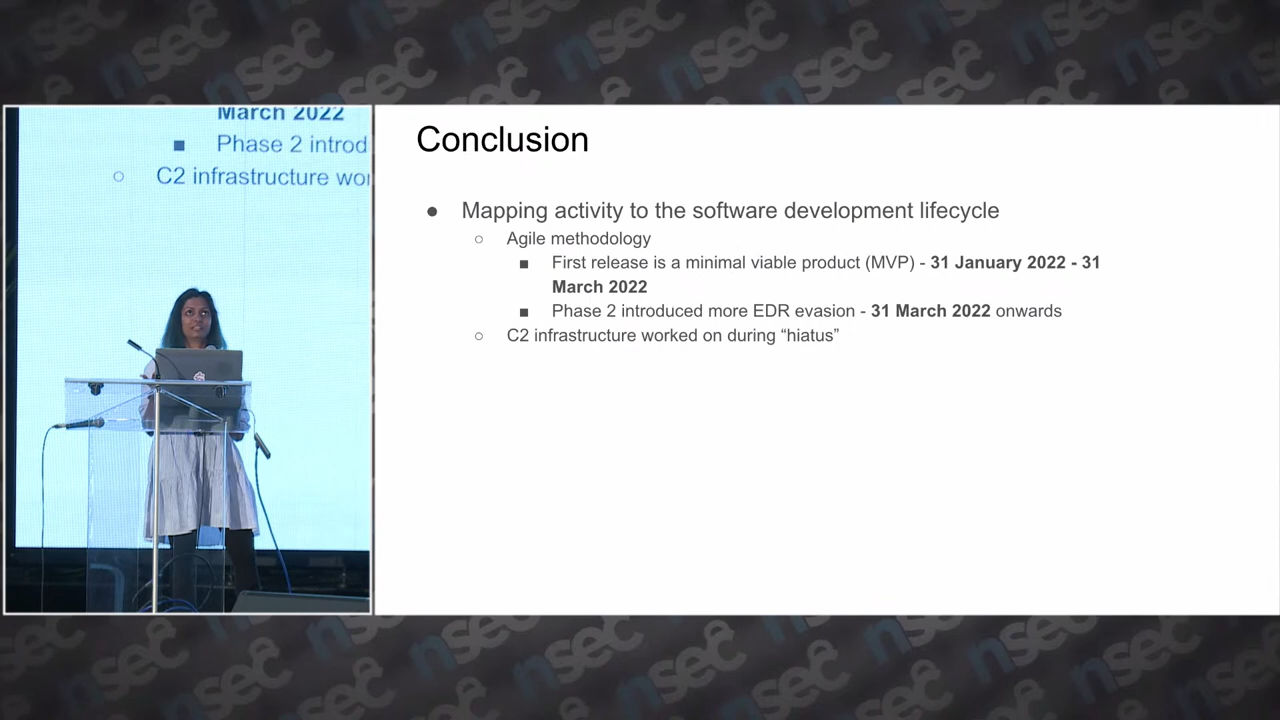 March 2022
■ Phase 2 introd
○ C2 infrastructure wor
Conclusion
● Mapping activity to the software development lifecycle
○ Agile methodology
■ First release is a minimal viable product (MVP) - 31 January 2022 - 31
March 2022
■ Phase 2 introduced more EDR evasion - 31 March 2022 onwards
○ C2 infrastructure worked on during “hiatus”
nsec